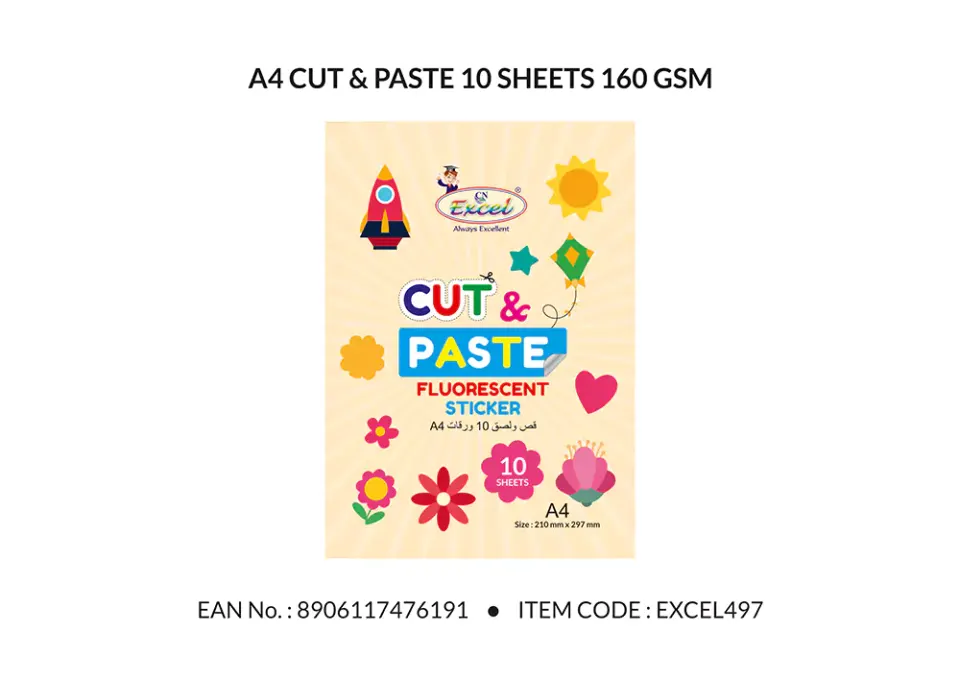 A4 CUT & PASTE 10 SHEETS 160 GSM
CN
Excel®
Always Excellent
CUT &
PASTE
FLUORESCENT
STICKER
قص ولصق 10 ورقات A4
10
SHEETS
A4
Size : 210 mm x 297 mm
EAN No. : 8906117476191 ● ITEM CODE : EXCEL497